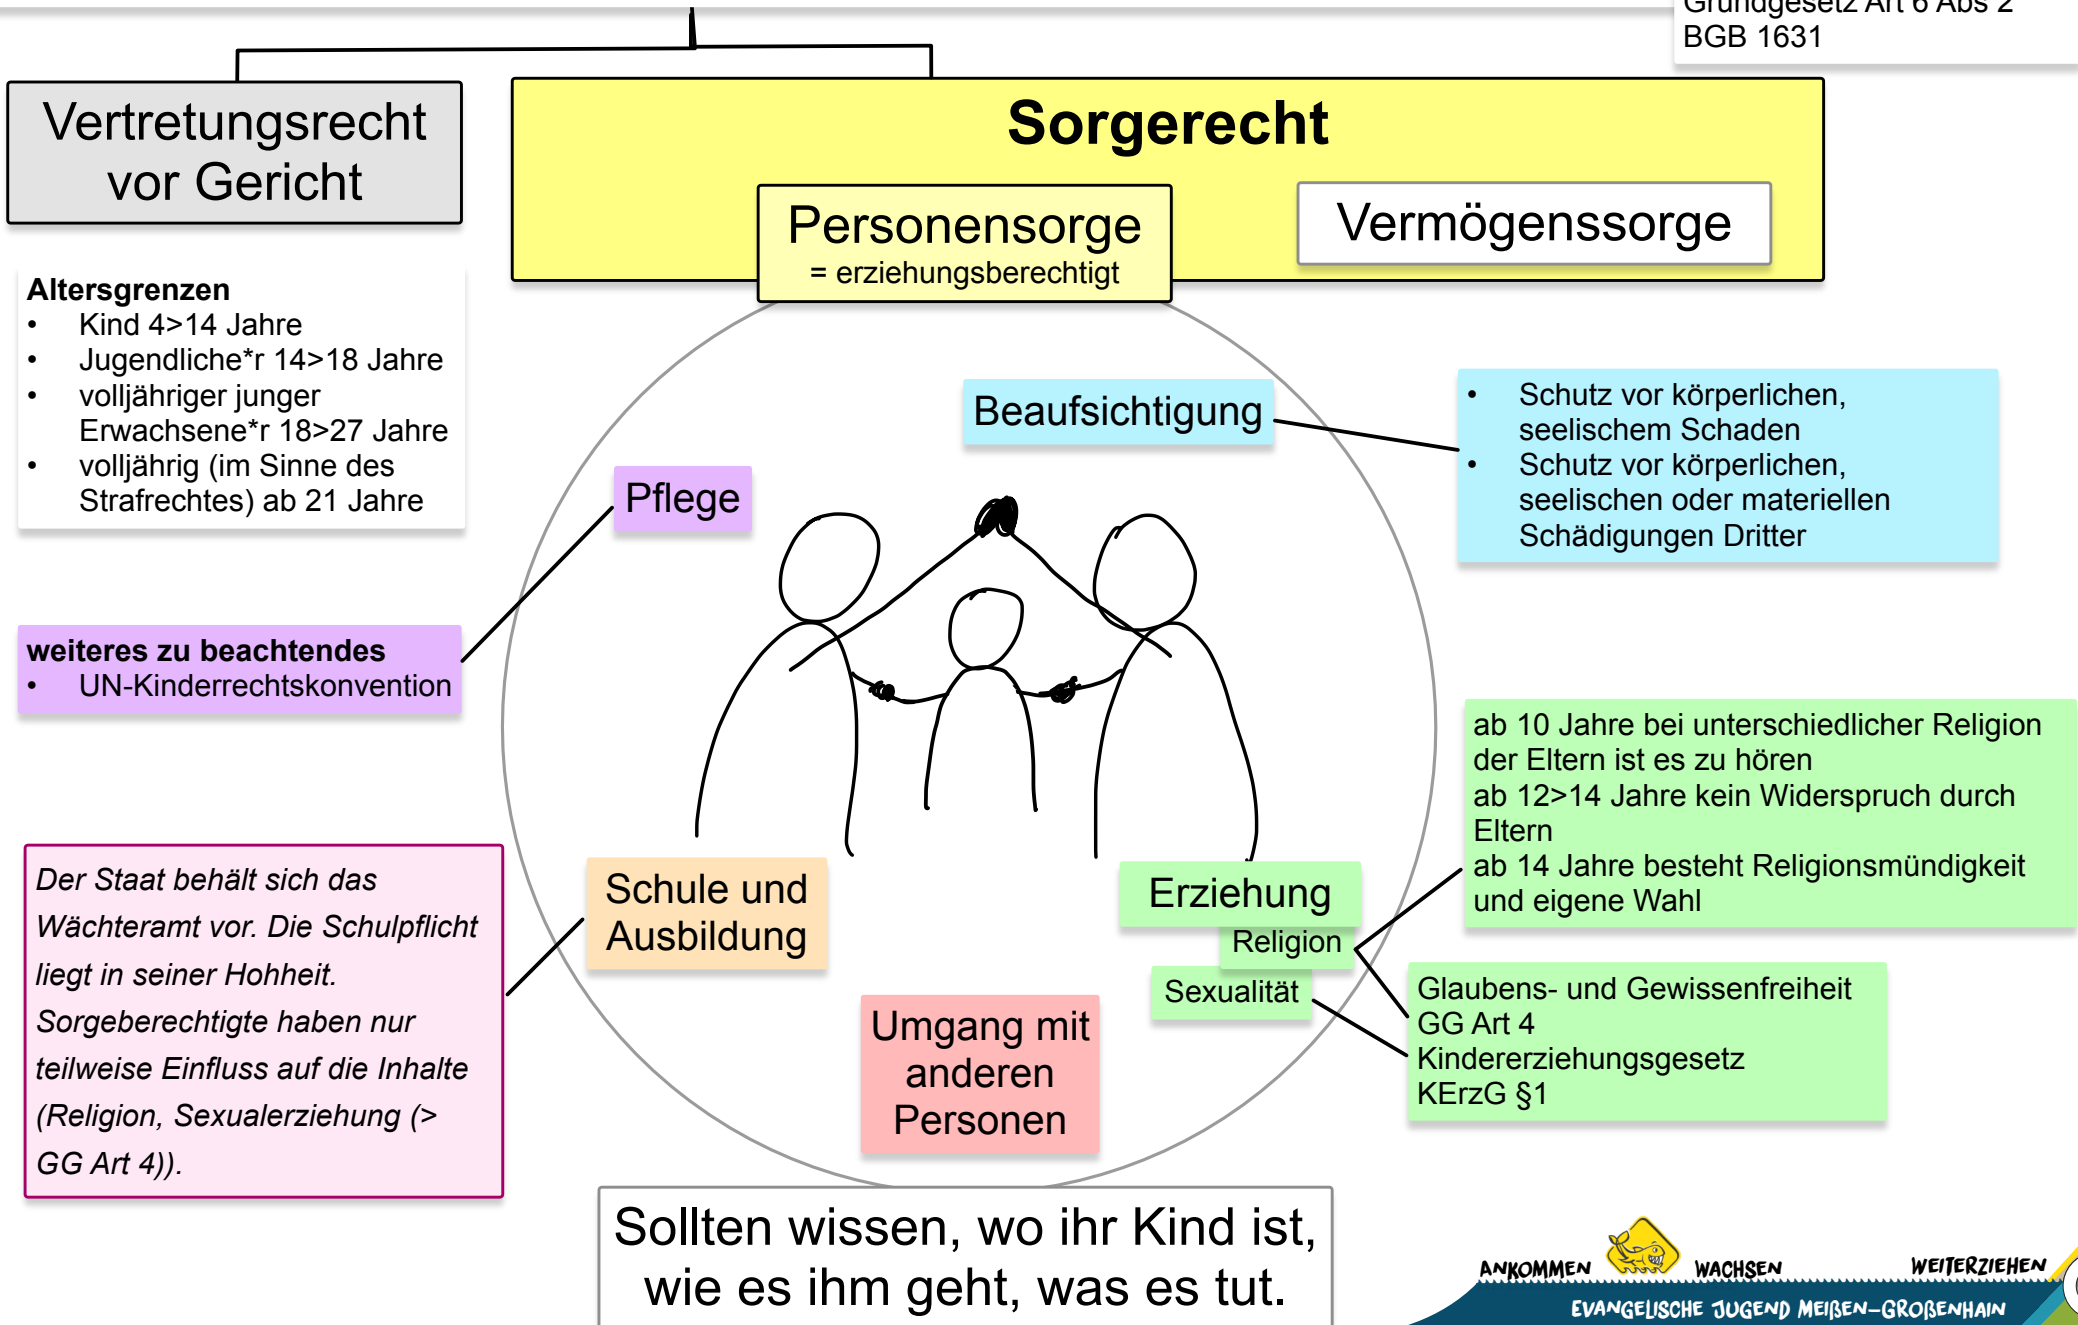 Grundgesetz Art 6 Abs 2
BGB 1631
Vertretungsrecht
vor Gericht
Sorgerecht
Personensorge
= erziehungsberechtigt
Vermögenssorge
Altersgrenzen
• Kind 4>14 Jahre
• Jugendliche*r 14>18 Jahre
• volljähriger junger
Erwachsene*r 18>27 Jahre
• volljährig (im Sinne des
Strafrechtes) ab 21 Jahre
Beaufsichtigung
• Schutz vor körperlichen,
seelischem Schaden
• Schutz vor körperlichen,
seelischen oder materiellen
Schädigungen Dritter
Pflege
weiteres zu beachtendes
• UN-Kinderrechtskonvention
ab 10 Jahre bei unterschiedlicher Religion
der Eltern ist es zu hören
ab 12>14 Jahre kein Widerspruch durch
Eltern
ab 14 Jahre besteht Religionsmündigkeit
und eigene Wahl
Der Staat behält sich das
Wächteramt vor. Die Schulpflicht
liegt in seiner Hohheit.
Sorgeberechtigte haben nur
teilweise Einfluss auf die Inhalte
(Religion, Sexualerziehung (>
GG Art 4)).
Schule und
Ausbildung
Erziehung
Religion
Sexualität
Glaubens- und Gewissenfreiheit
GG Art 4
Kindererziehungsgesetz
KErzG §1
Umgang mit
anderen
Personen
Sollten wissen, wo ihr Kind ist,
wie es ihm geht, was es tut.
ANKOMMEN WACHSEN WEITERZIEHEN
EVANGELISCHE JUGEND MEIßEN-GROßENHAIN